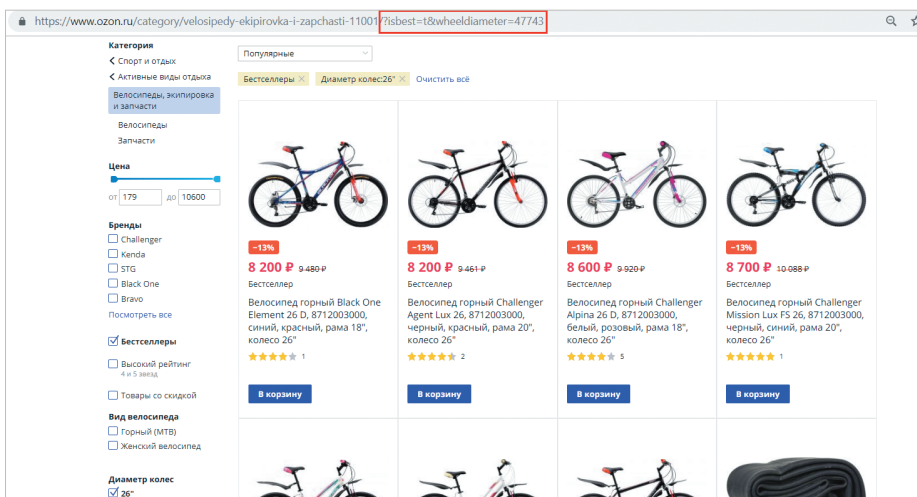 https://www.ozon.ru/category/velosipedy-ekipirovka-i-zapchasti-11001/?isbest=t&wheeldiameter=47743
Категория
Спорт и отдых
Активные виды отдыха
Велосипеды, экипировка
и запчасти
Велосипеды
Запчасти
Цена
от 179 до 10600
Бренды
Challenger
Kenda
STG
Black One
Bravo
Посмотреть все
Бестселлеры
Высокий рейтинг
4 и 5 звезд
Товары со скидкой
Вид велосипеда
Горный (MTB)
Женский велосипед
Диаметр колес
26"
Популярные
Бестселлеры × Диаметр колес:26" × Очистить всё
−13%
8 200 ₽ 9 480 ₽
Бестселлер
Велосипед горный Black One
Element 26 D, 8712003000,
синий, красный, рама 18",
колесо 26"
1
В корзину
−13%
8 200 ₽ 9 461 ₽
Бестселлер
Велосипед горный Challenger
Agent Lux 26, 8712003000,
черный, красный, рама 20",
колесо 26"
2
В корзину
−13%
8 600 ₽ 9 920 ₽
Бестселлер
Велосипед горный Challenger
Alpina 26 D, 8712003000,
белый, розовый, рама 18",
колесо 26"
5
В корзину
−13%
8 700 ₽ 10 088 ₽
Бестселлер
Велосипед горный Challenger
Mission Lux FS 26, 8712003000,
черный, синий, рама 20",
колесо 26"
1
В корзину